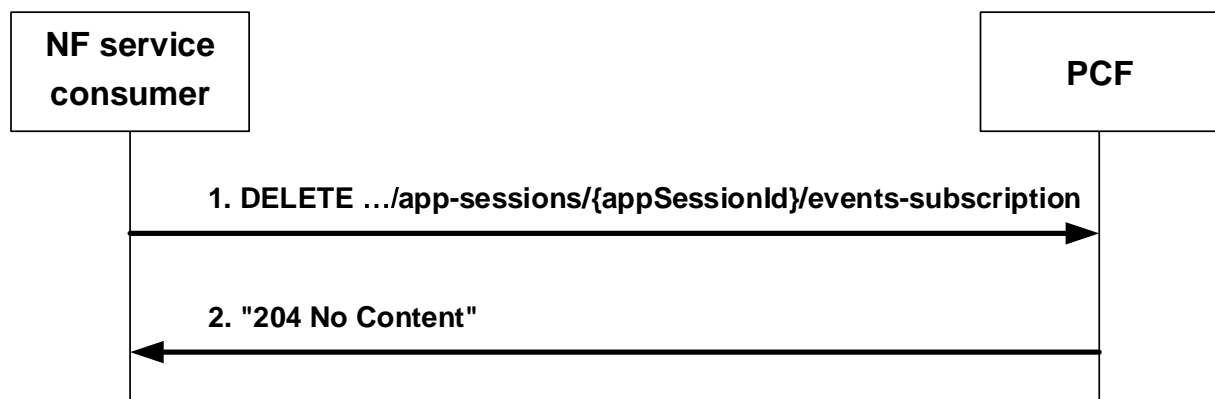 NF service
consumer
PCF
1. DELETE …/app-sessions/{appSessionId}/events-subscription
2. "204 No Content"